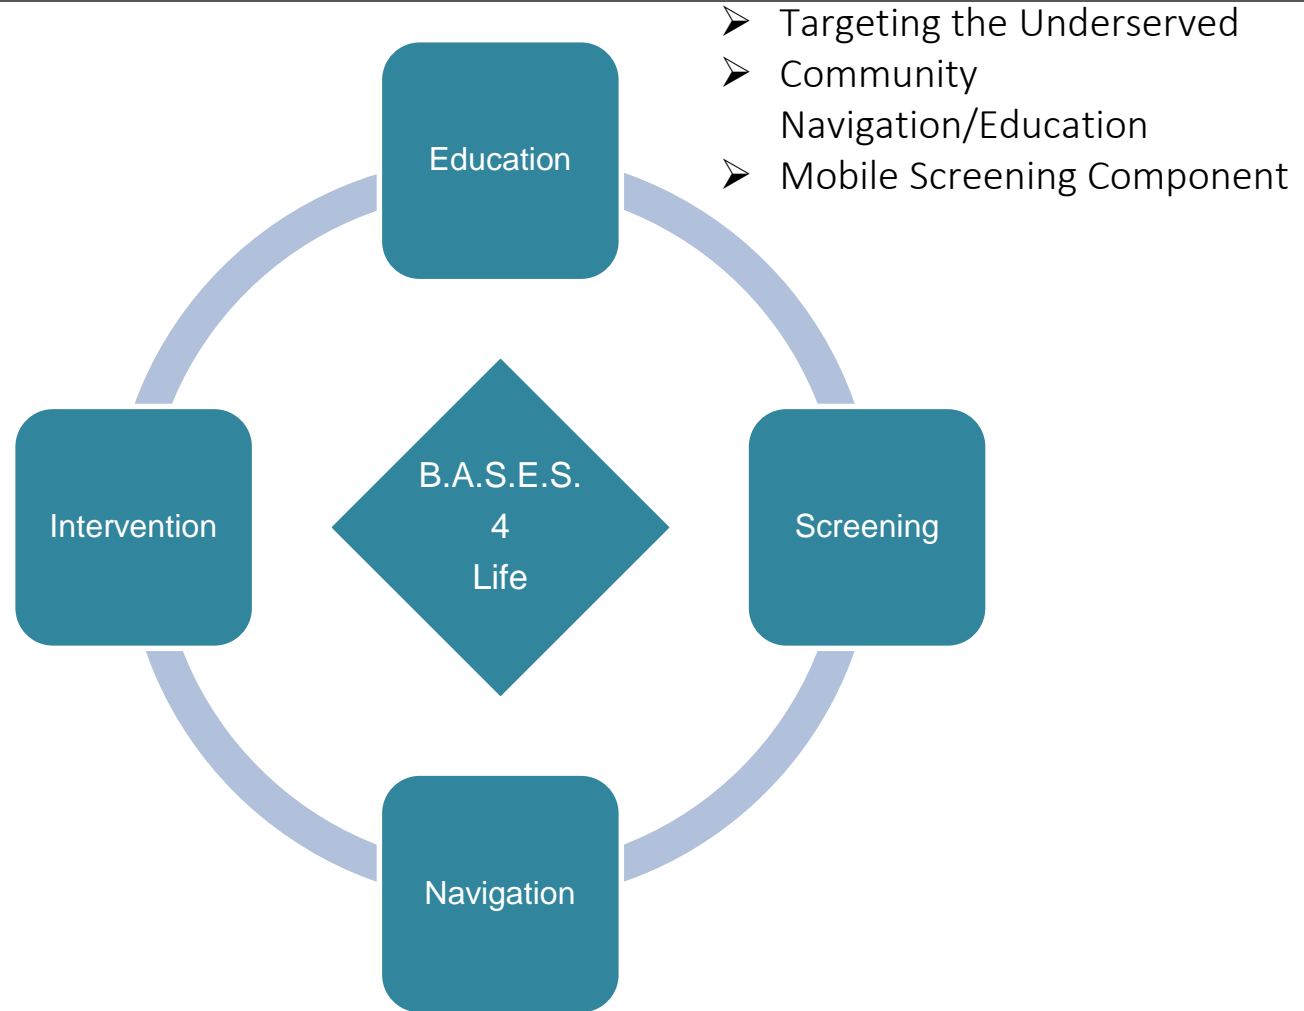 ➢ Targeting the Underserved
➢ Community
Navigation/Education
➢ Mobile Screening Component
Education
Intervention
B.A.S.E.S.
4
Life
Screening
Navigation